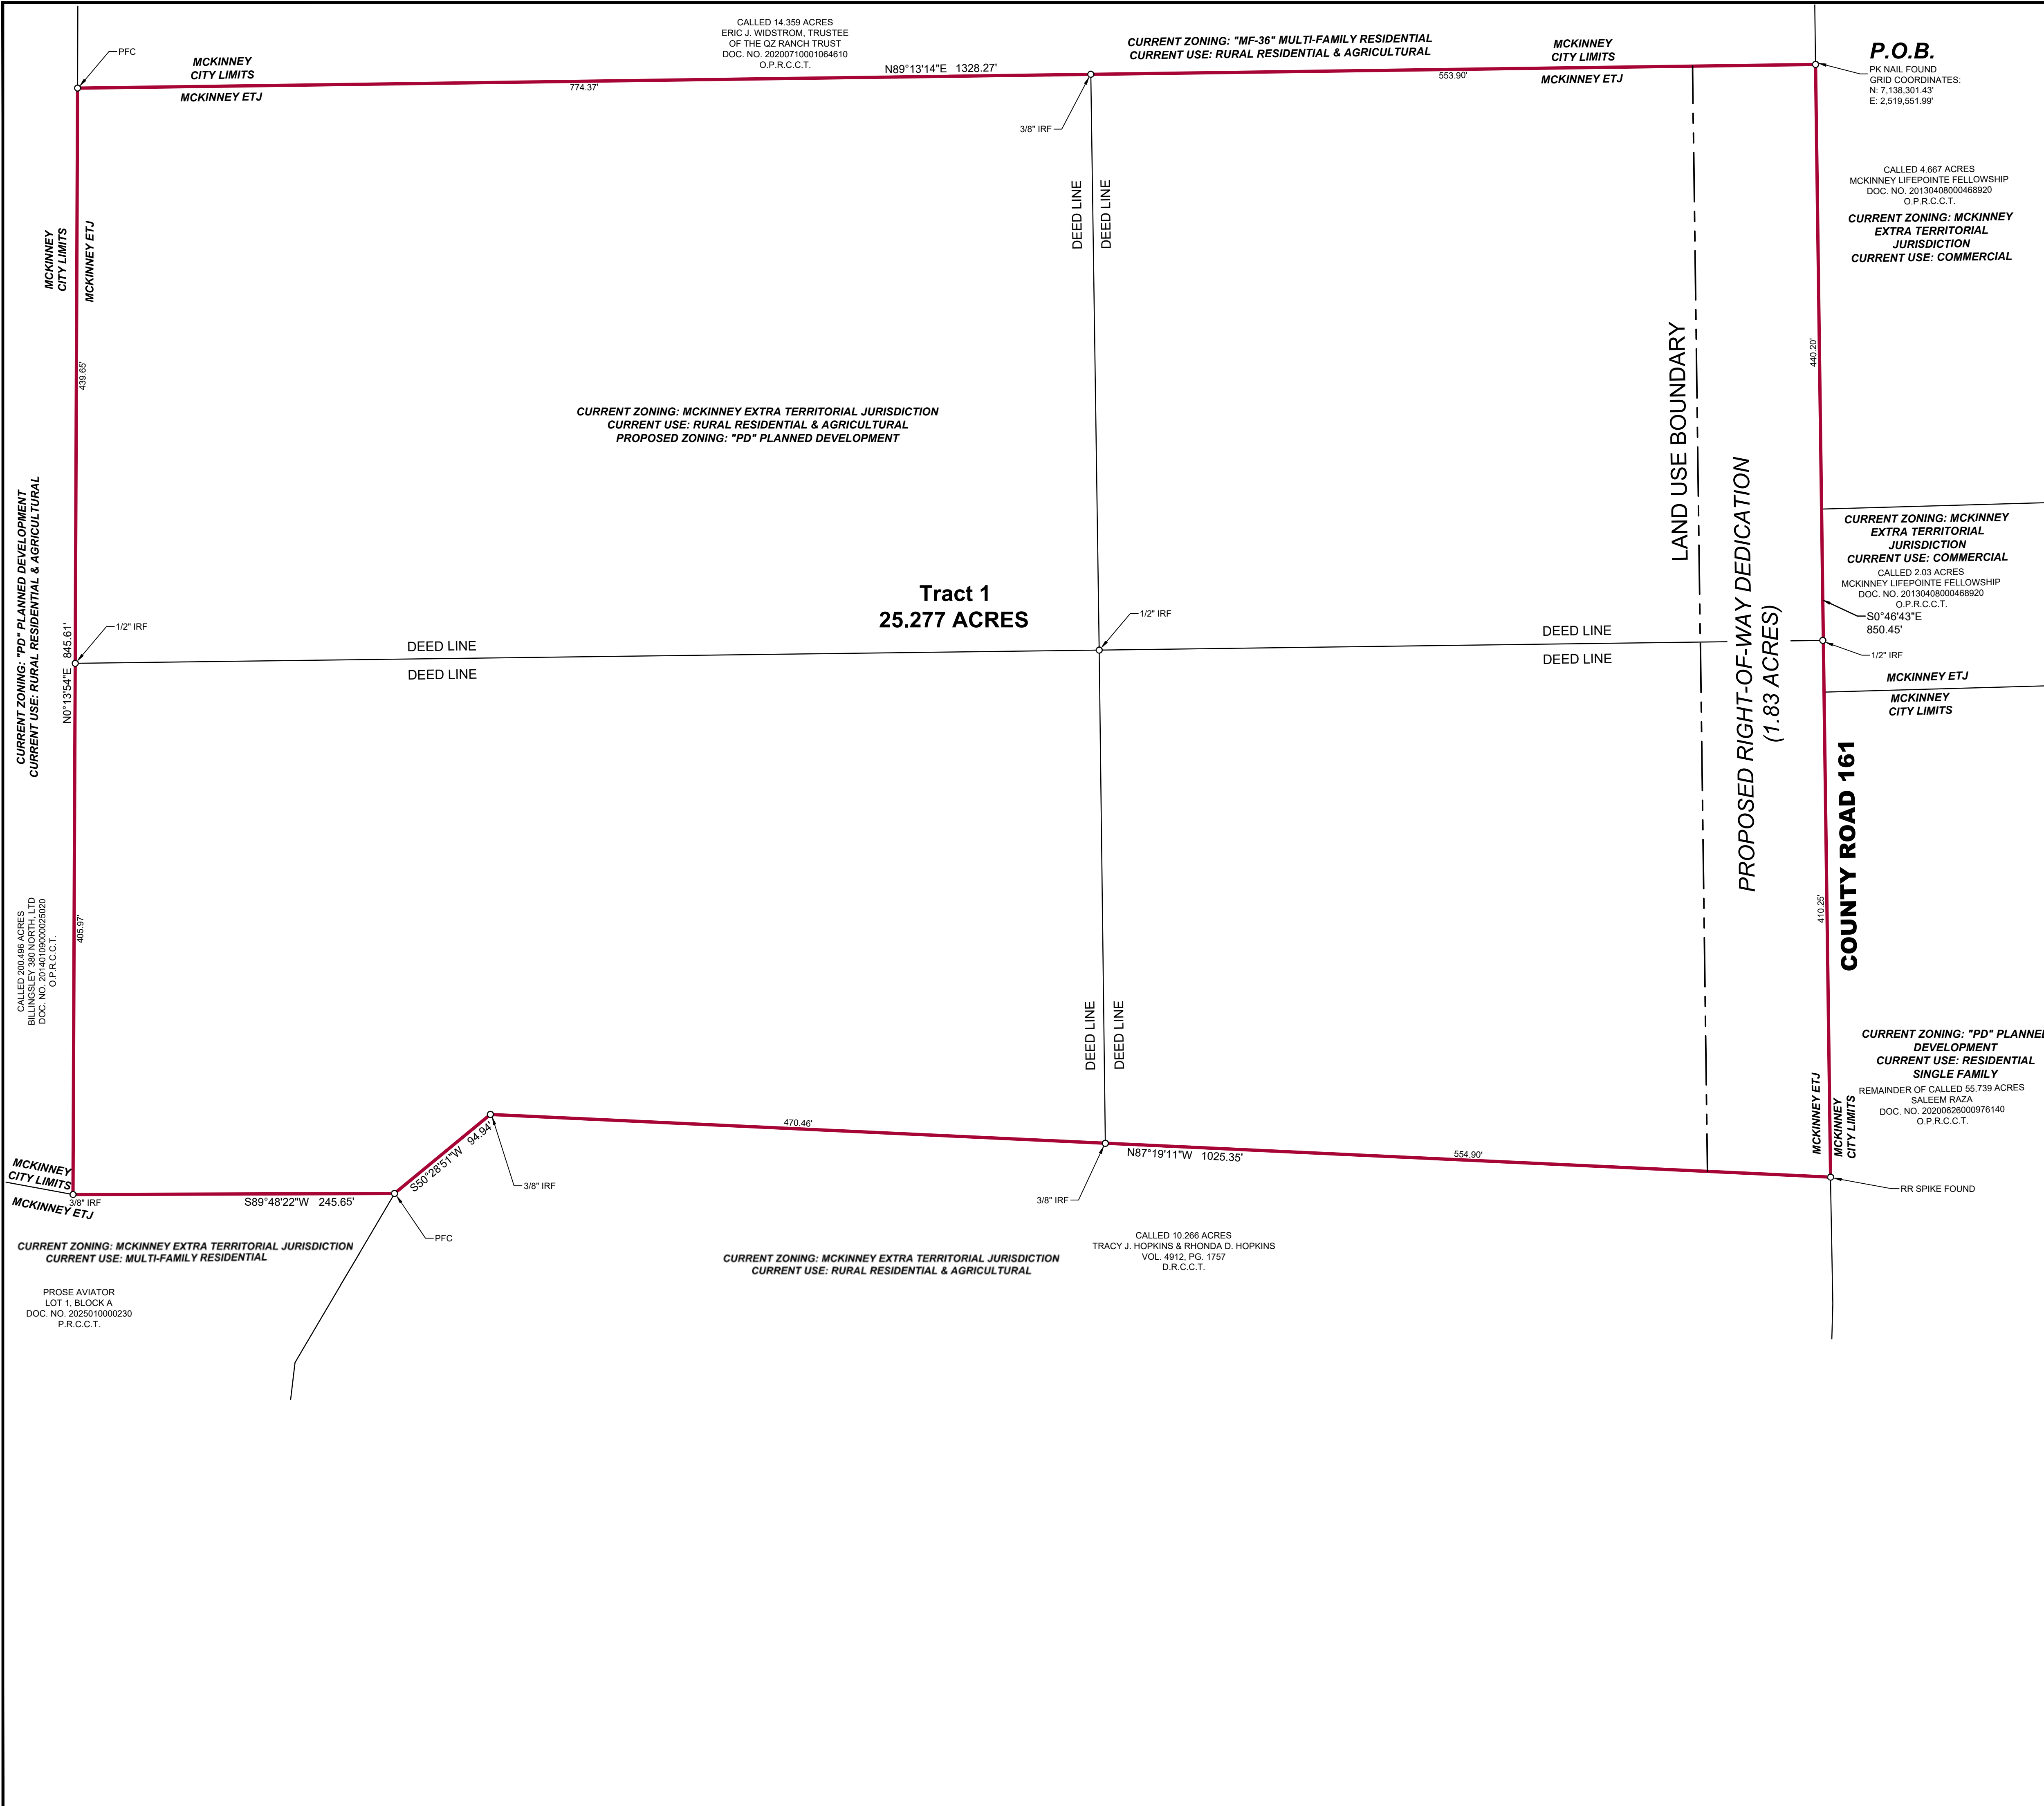 CALLED 14.359 ACRES
ERIC J. WIDSTROM, TRUSTEE
OF THE QZ RANCH TRUST
DOC. NO. 20200710001064610
O.P.R.C.C.T.
CURRENT ZONING: "MF-36" MULTI-FAMILY RESIDENTIAL
CURRENT USE: RURAL RESIDENTIAL & AGRICULTURAL
MCKINNEY
CITY LIMITS
MCKINNEY ETJ
P.O.B.
PK NAIL FOUND
GRID COORDINATES:
N: 7,138,301.43'
E: 2,519,551.99'
PFC
MCKINNEY
CITY LIMITS
MCKINNEY ETJ
N89°13'14"E 1328.27'
774.37'
553.90'
3/8" IRF
DEED LINE
DEED LINE
CALLED 4.667 ACRES
MCKINNEY LIFEPOINTE FELLOWSHIP
DOC. NO. 20130408000468920
O.P.R.C.C.T.
CURRENT ZONING: MCKINNEY
EXTRA TERRITORIAL
JURISDICTION
CURRENT USE: COMMERCIAL
MCKINNEY
CITY LIMITS
MCKINNEY ETJ
439.65'
440.20'
LAND USE BOUNDARY
CURRENT ZONING: MCKINNEY EXTRA TERRITORIAL JURISDICTION
CURRENT USE: RURAL RESIDENTIAL & AGRICULTURAL
PROPOSED ZONING: "PD" PLANNED DEVELOPMENT
CURRENT ZONING: "PD" PLANNED DEVELOPMENT
CURRENT USE: RURAL RESIDENTIAL & AGRICULTURAL
PROPOSED RIGHT-OF-WAY DEDICATION
(1.83 ACRES)
CURRENT ZONING: MCKINNEY
EXTRA TERRITORIAL
JURISDICTION
CURRENT USE: COMMERCIAL
CALLED 2.03 ACRES
MCKINNEY LIFEPOINTE FELLOWSHIP
DOC. NO. 20130408000468920
O.P.R.C.C.T.
S0°46'43"E
850.45'
1/2" IRF
MCKINNEY ETJ
MCKINNEY
CITY LIMITS
Tract 1
25.277 ACRES
1/2" IRF
1/2" IRF
N0°13'54"E 845.61'
DEED LINE
DEED LINE
DEED LINE
DEED LINE
COUNTY ROAD 161
405.97'
410.25'
CALLED 200.496 ACRES
BILLINGSLEY 380 NORTH, LTD
DOC. NO. 20140109000025020
O.P.R.C.C.T.
DEED LINE
DEED LINE
CURRENT ZONING: "PD" PLANNE
DEVELOPMENT
CURRENT USE: RESIDENTIAL
SINGLE FAMILY
REMAINDER OF CALLED 55.739 ACRES
SALEEM RAZA
DOC. NO. 20200626000976140
O.P.R.C.C.T.
MCKINNEY ETJ
MCKINNEY
CITY LIMITS
470.46'
N87°19'11"W 1025.35'
554.90'
S50°28'51"W 94.94'
3/8" IRF
3/8" IRF
RR SPIKE FOUND
MCKINNEY
CITY LIMITS
MCKINNEY ETJ
3/8" IRF
S89°48'22"W 245.65'
PFC
CURRENT ZONING: MCKINNEY EXTRA TERRITORIAL JURISDICTION
CURRENT USE: MULTI-FAMILY RESIDENTIAL
CURRENT ZONING: MCKINNEY EXTRA TERRITORIAL JURISDICTION
CURRENT USE: RURAL RESIDENTIAL & AGRICULTURAL
CALLED 10.266 ACRES
TRACY J. HOPKINS & RHONDA D. HOPKINS
VOL. 4912, PG. 1757
D.R.C.C.T.
PROSE AVIATOR
LOT 1, BLOCK A
DOC. NO. 2025010000230
P.R.C.C.T.